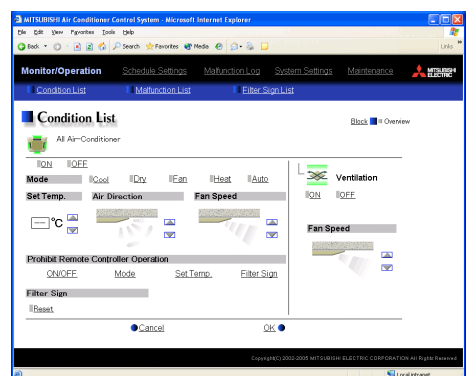 MITSUBISHI Air Conditioner Control System - Microsoft Internet Explorer
File Edit View Favorites Tools Help
Back Search Favorites Media Links
Monitor/Operation Schedule Settings Malfunction Log System Settings Maintenance MITSUBISHI ELECTRIC
Condition List Malfunction List Filter Sign List
Condition List
Block Overview
All Air-Conditioner
ON OFF
Mode Cool Dry Fan Heat Auto
Ventilation
ON OFF
Set Temp. Air Direction Fan Speed
--- °C
Fan Speed
Prohibit Remote Controller Operation
ON/OFF Mode Set Temp. Filter Sign
Filter Sign
Reset
Cancel OK
Copyright(C) 2002-2005 MITSUBISHI ELECTRIC CORPORATION All Rights Reserved
Local intranet